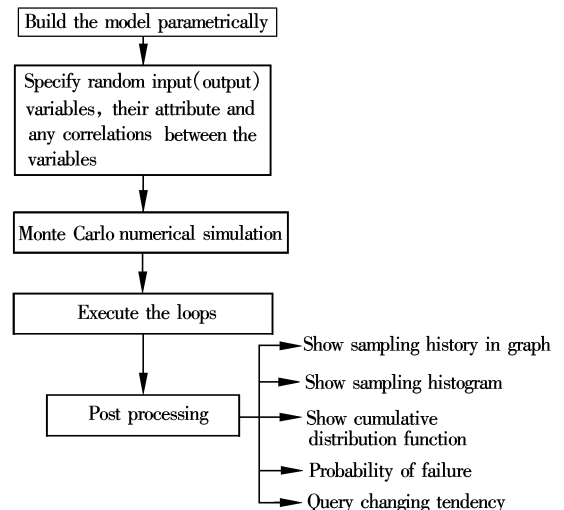 Build the model parametrically
Specify random input(output)
variables, their attribute and
any correlations between the
variables
Monte Carlo numerical simulation
Execute the loops
Post processing
Show sampling history in graph
Show sampling histogram
Show cumulative
distribution function
Probability of failure
Query changing tendency